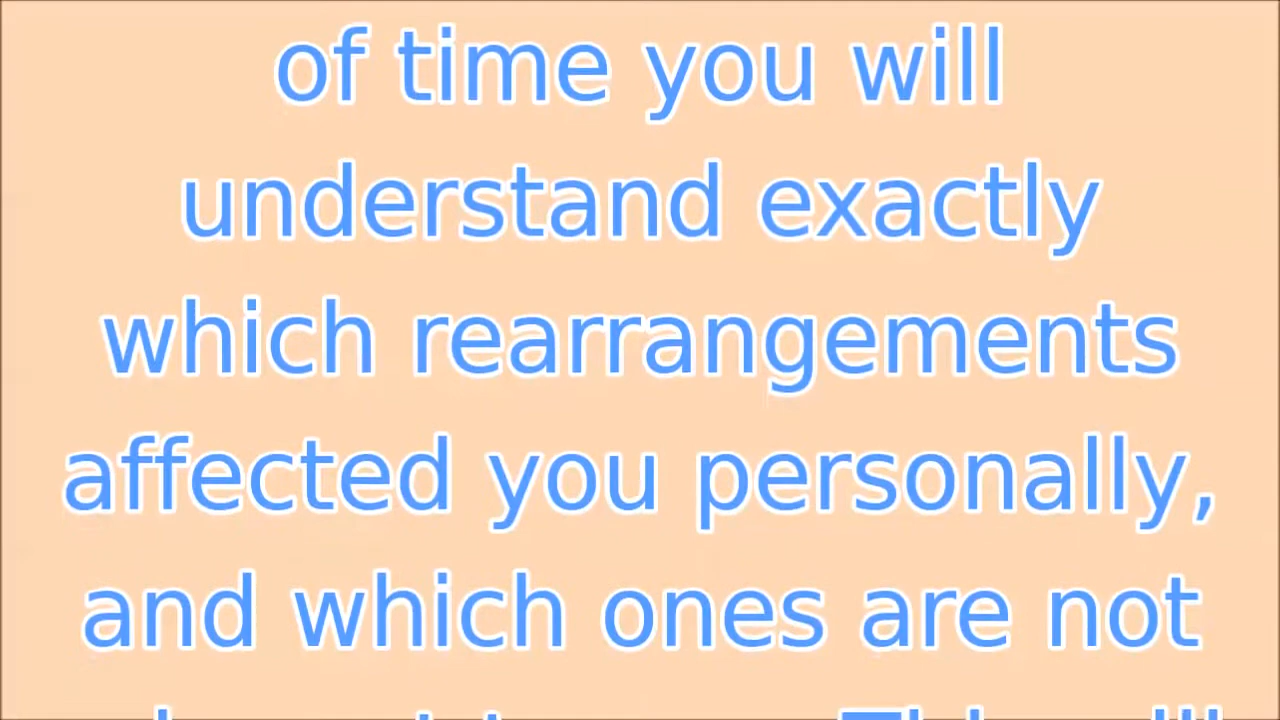 of time you will
understand exactly
which rearrangements
affected you personally,
and which ones are not